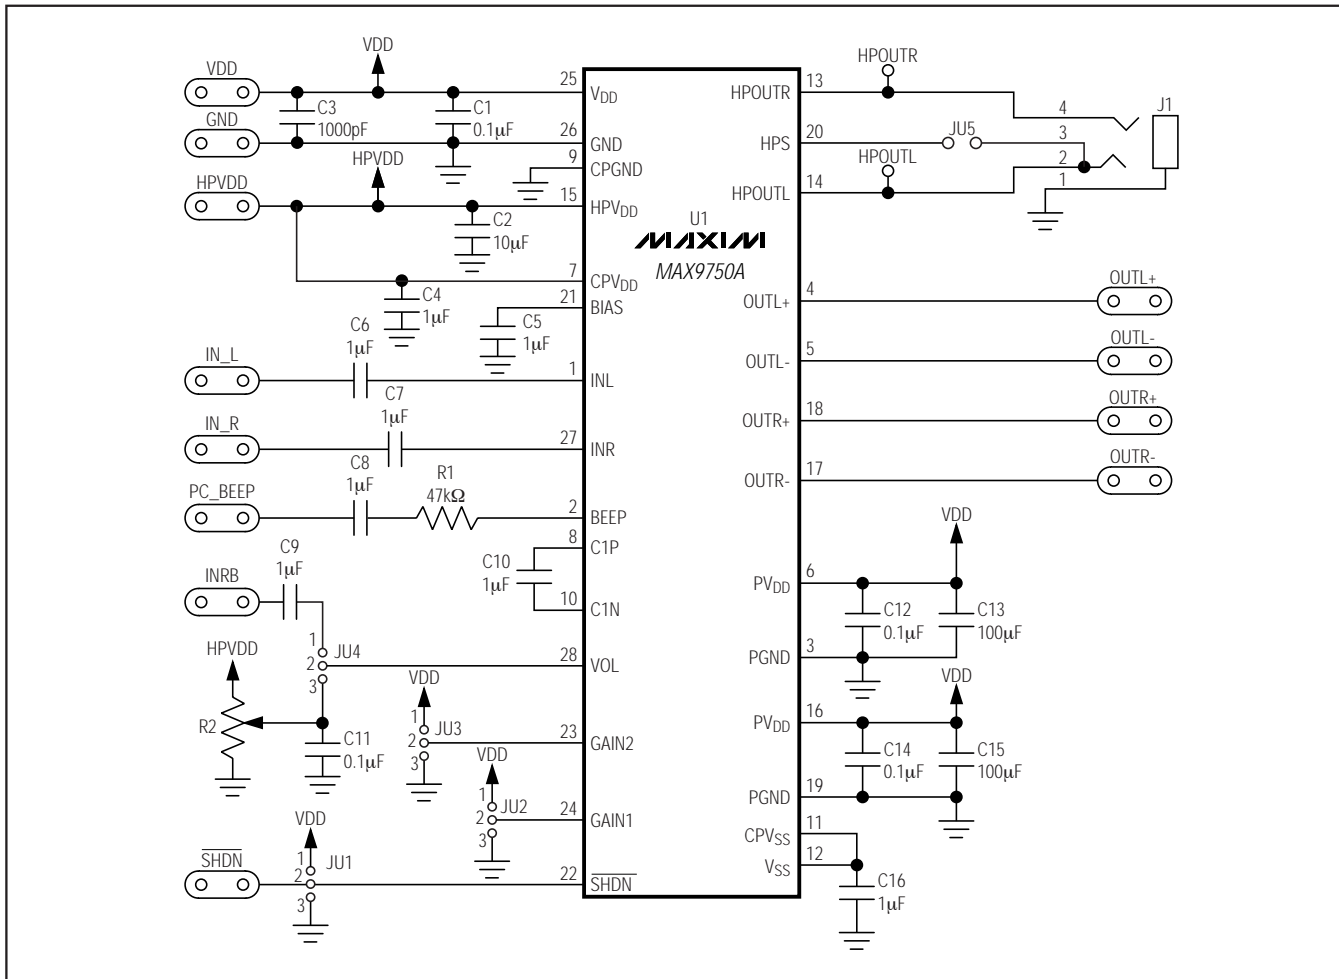 VDD
GND
HPVDD
VDD
C3
1000pF
C1
0.1µF
HPVDD
C2
10µF
C4
1µF
C5
1µF
IN_L
C6
1µF
IN_R
C7
1µF
PC_BEEP
C8
1µF
R1
47kΩ
INRB
C9
1µF
C10
1µF
HPVDD
R2
1
2
3
JU4
C11
0.1µF
VDD
1
2
3
JU3
VDD
1
2
3
JU2
SHDN
VDD
1
2
3
JU1
25
VDD
26
GND
9
CPGND
15
HPVDD
7
CPVDD
21
BIAS
1
INL
27
INR
2
BEEP
8
C1P
10
C1N
28
VOL
23
GAIN2
24
GAIN1
22
SHDN
U1
MAXIM
MAX9750A
HPOUTR
13
HPS
20
HPOUTL
14
OUTL+
4
OUTL-
5
OUTR+
18
OUTR-
17
PVDD
6
PGND
3
PVDD
16
PGND
19
CPVSS
11
VSS
12
HPOUTR
JU5
HPOUTL
4
3
2
1
J1
OUTL+
OUTL-
OUTR+
OUTR-
VDD
C12
0.1µF
C13
100µF
VDD
C14
0.1µF
C15
100µF
C16
1µF